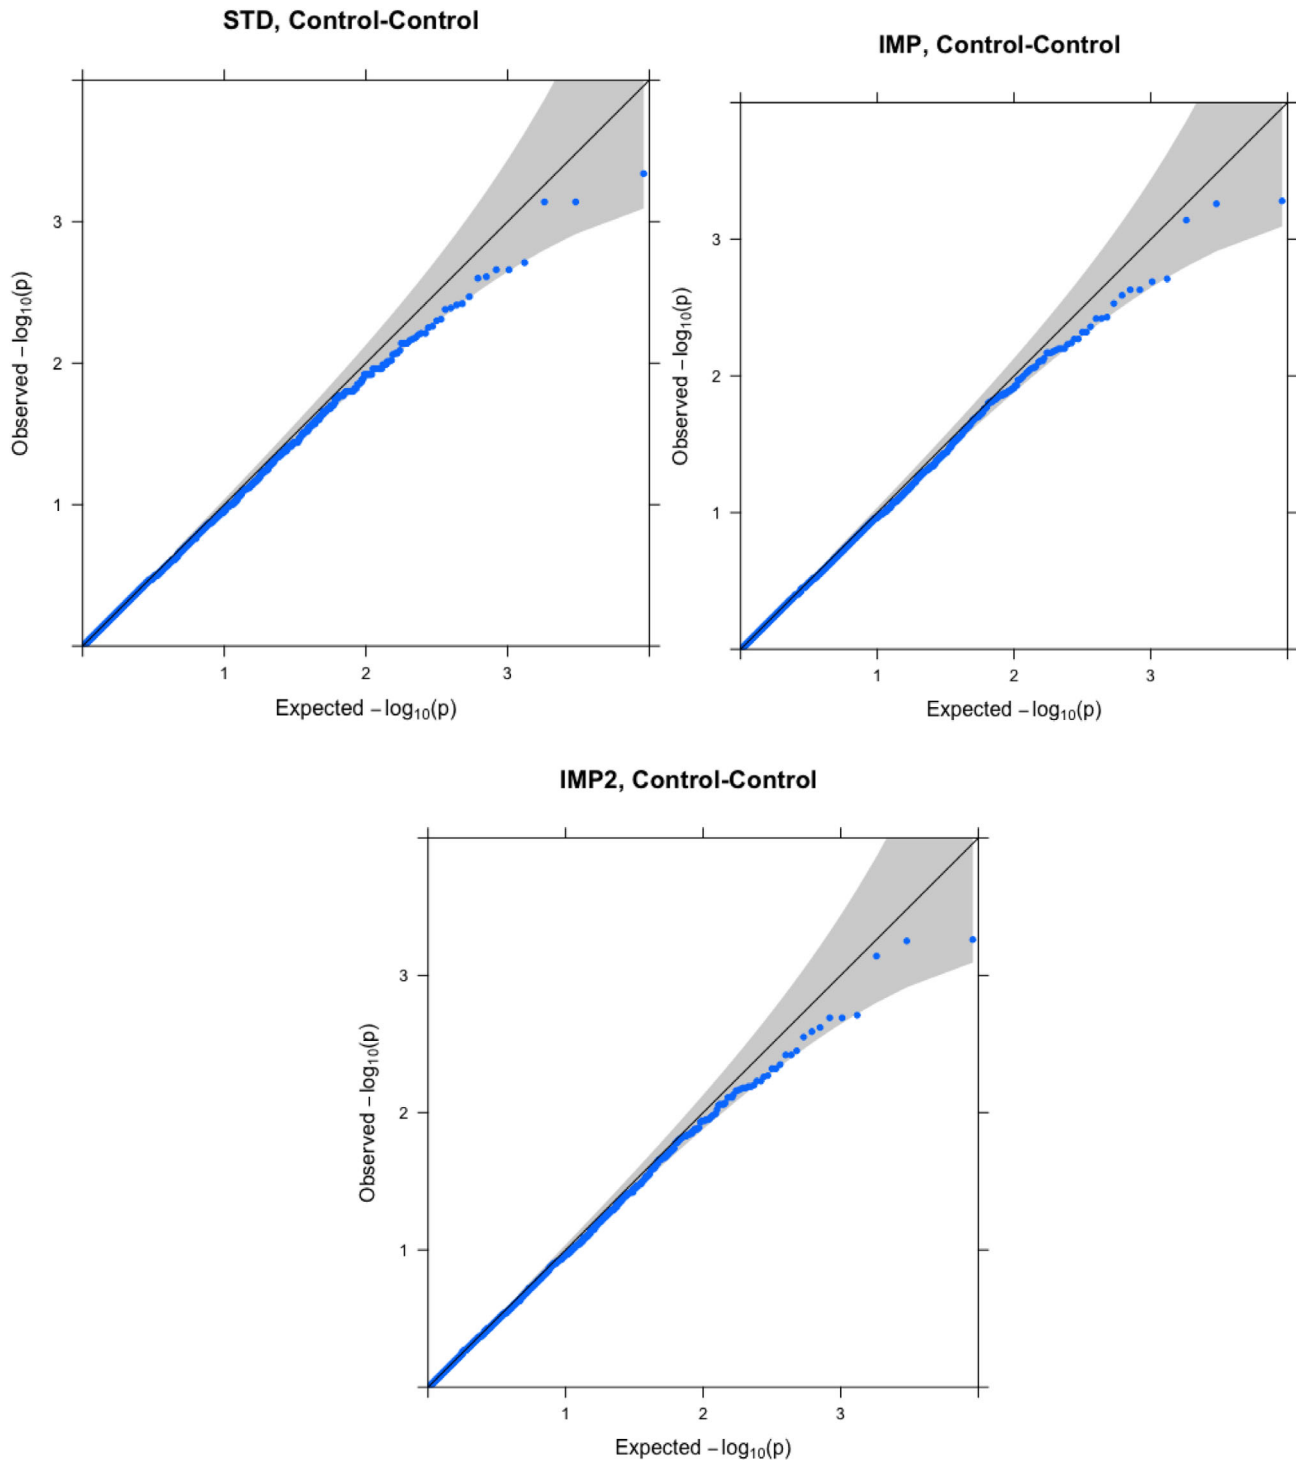 STD, Control-Control
3
2
1
Observed −log10(p)
1 2 3
Expected −log10(p)
IMP, Control-Control
3
2
1
Observed −log10(p)
1 2 3
Expected −log10(p)
IMP2, Control-Control
3
2
1
Observed −log10(p)
1 2 3
Expected −log10(p)